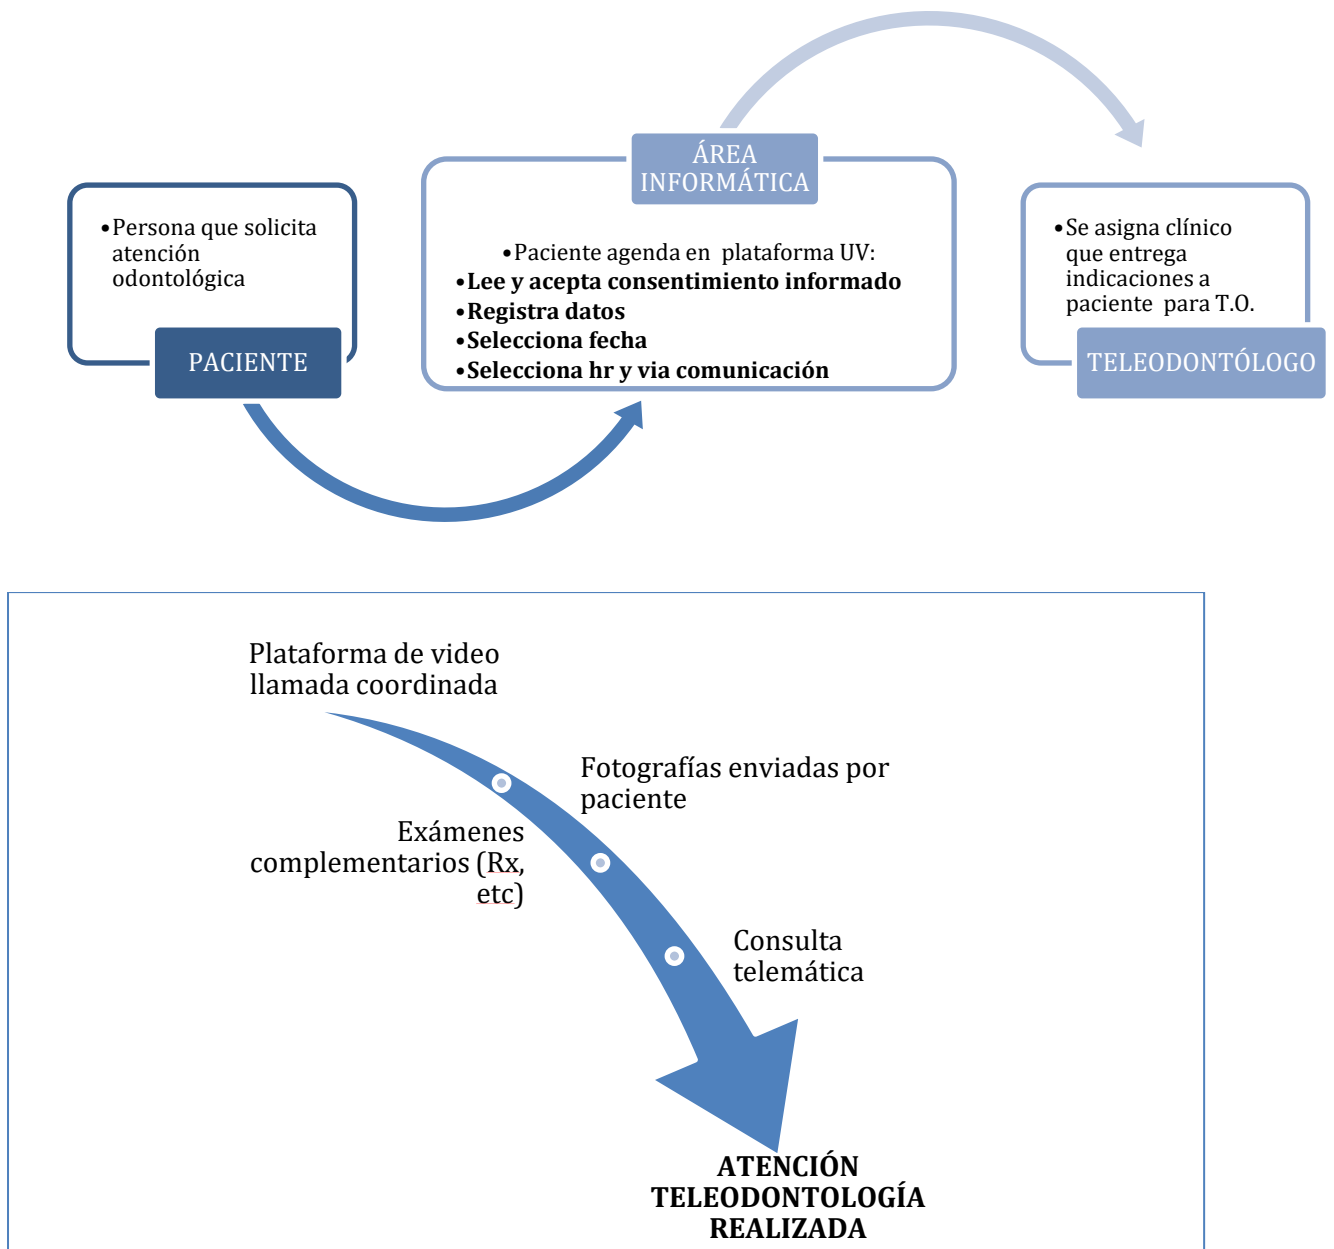 •Persona que solicita
atención
odontológica
PACIENTE
ÁREA
INFORMÁTICA
•Paciente agenda en plataforma UV:
•Lee y acepta consentimiento informado
•Registra datos
•Selecciona fecha
•Selecciona hr y via comunicación
•Se asigna clínico
que entrega
indicaciones a
paciente para T.O.
TELEODONTÓLOGO
Plataforma de video
llamada coordinada
Fotografías enviadas por
paciente
Exámenes
complementarios (Rx,
etc)
Consulta
telemática
ATENCIÓN
TELEODONTOLOGÍA
REALIZADA